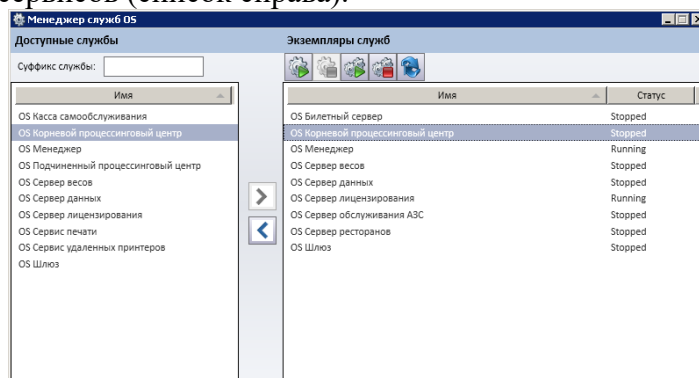 сервисов (список справа).
Менеджер служб OS
Доступные службы
Экземпляры служб
Суффикс службы:
Имя
Имя Статус
OS Касса самообслуживания
OS Корневой процессинговый центр
OS Менеджер
OS Подчиненный процессинговый центр
OS Сервер весов
OS Сервер данных
OS Сервер лицензирования
OS Сервис печати
OS Сервис удаленных принтеров
OS Шлюз
OS Билетный сервер Stopped
OS Корневой процессинговый центр Stopped
OS Менеджер Running
OS Сервер весов Stopped
OS Сервер данных Stopped
OS Сервер лицензирования Running
OS Сервер обслуживания АЗС Stopped
OS Сервер ресторанов Stopped
OS Шлюз Stopped